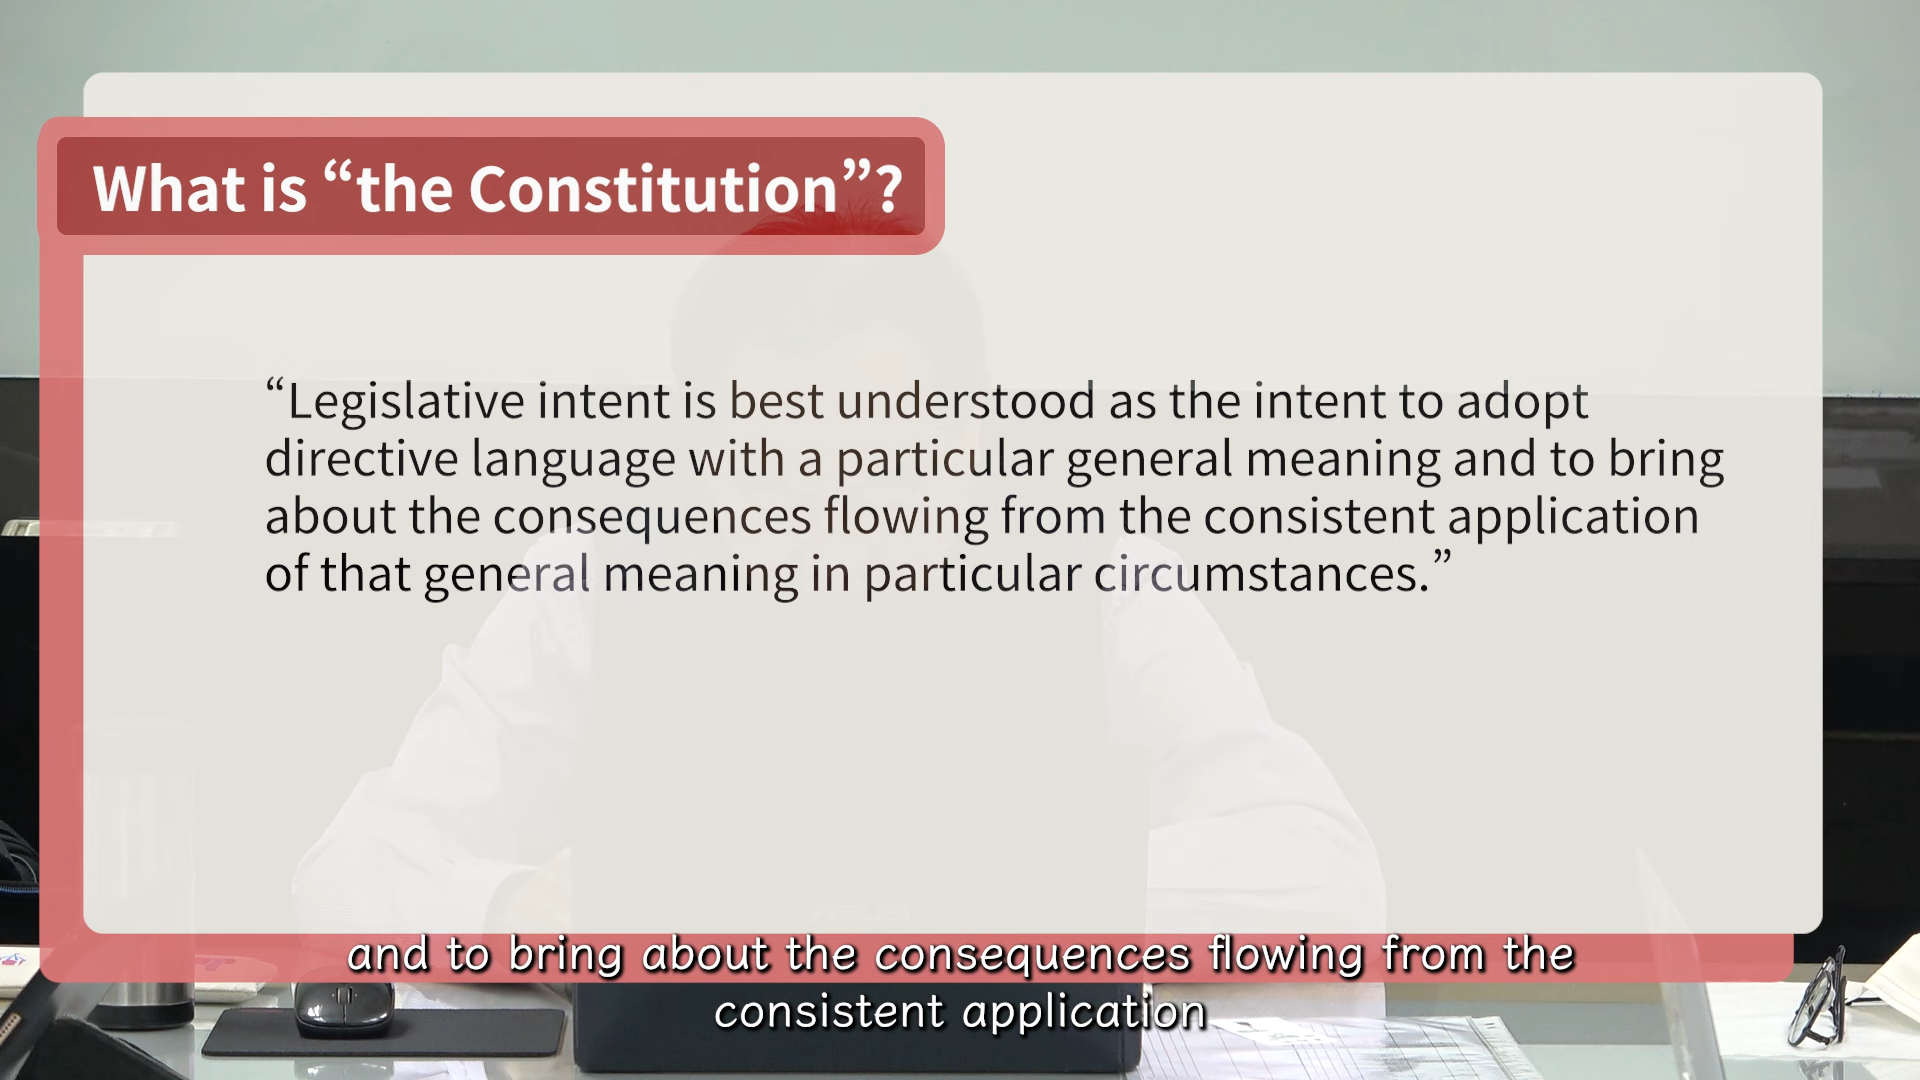 What is “the Constitution”?
“Legislative intent is best understood as the intent to adopt
directive language with a particular general meaning and to bring
about the consequences flowing from the consistent application
of that general meaning in particular circumstances.”
and to bring about the consequences flowing from the
consistent application